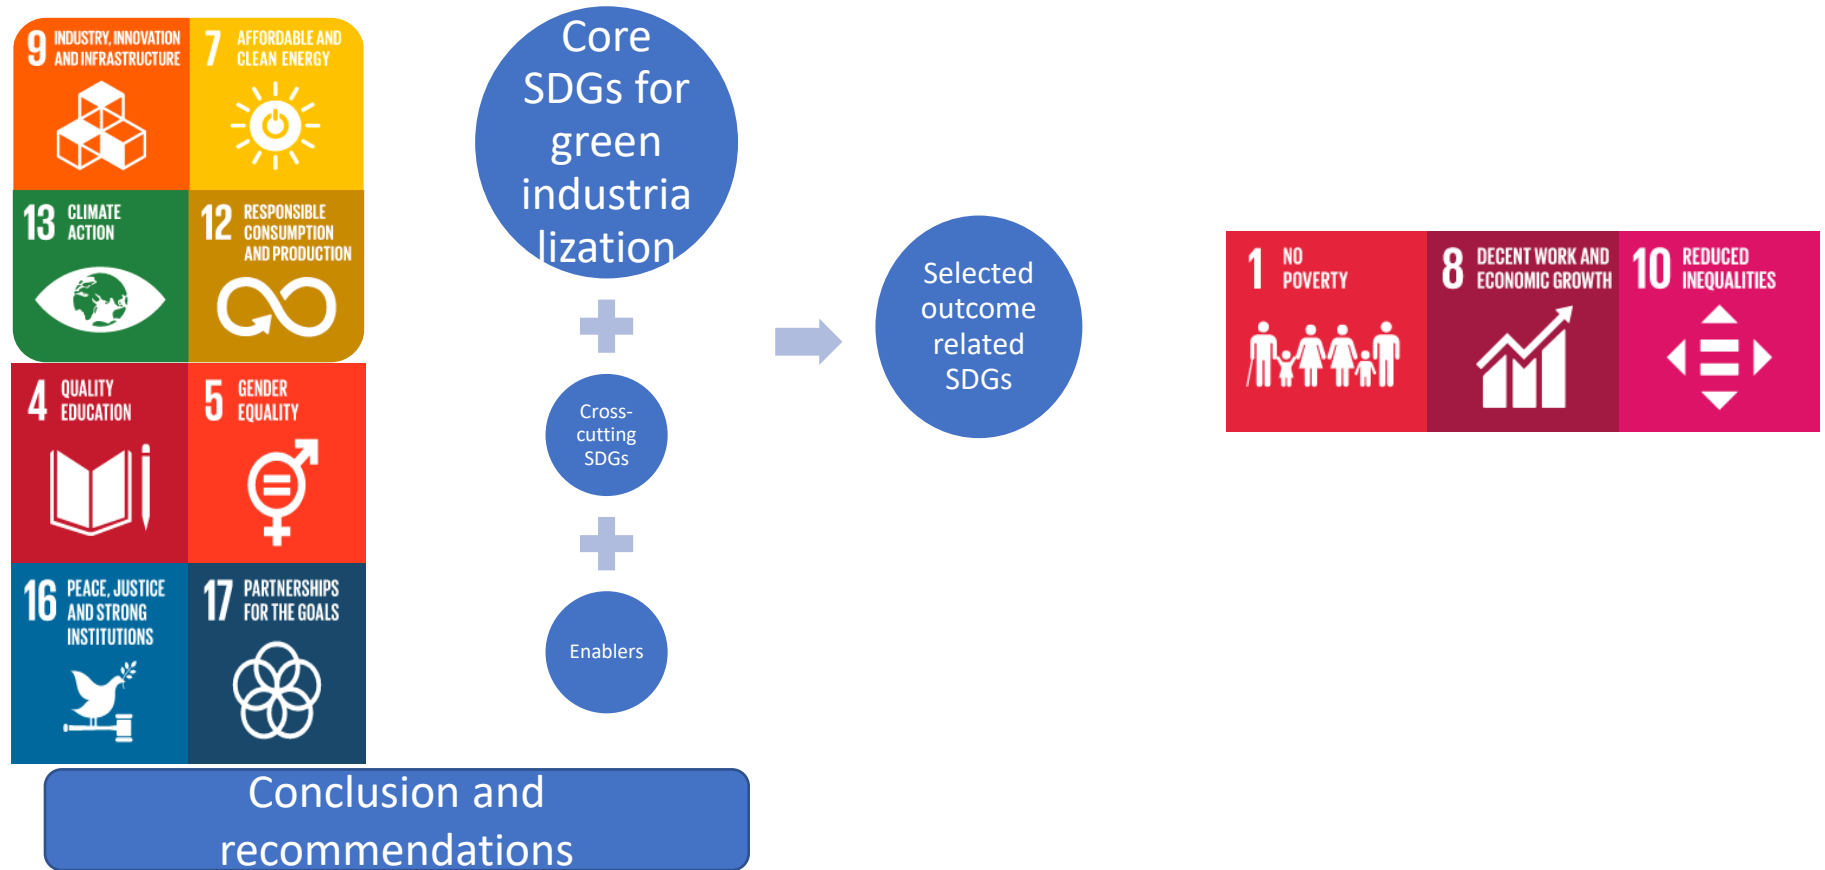 9 INDUSTRY, INNOVATION
AND INFRASTRUCTURE
7 AFFORDABLE AND
CLEAN ENERGY
13 CLIMATE
ACTION
12 RESPONSIBLE
CONSUMPTION
AND PRODUCTION
4 QUALITY
EDUCATION
5 GENDER
EQUALITY
16 PEACE, JUSTICE
AND STRONG
INSTITUTIONS
17 PARTNERSHIPS
FOR THE GOALS
Core
SDGs for
green
industria
lization
Cross-
cutting
SDGs
Enablers
Selected
outcome
related
SDGs
1 NO
POVERTY
8 DECENT WORK AND
ECONOMIC GROWTH
10 REDUCED
INEQUALITIES
Conclusion and
recommendations